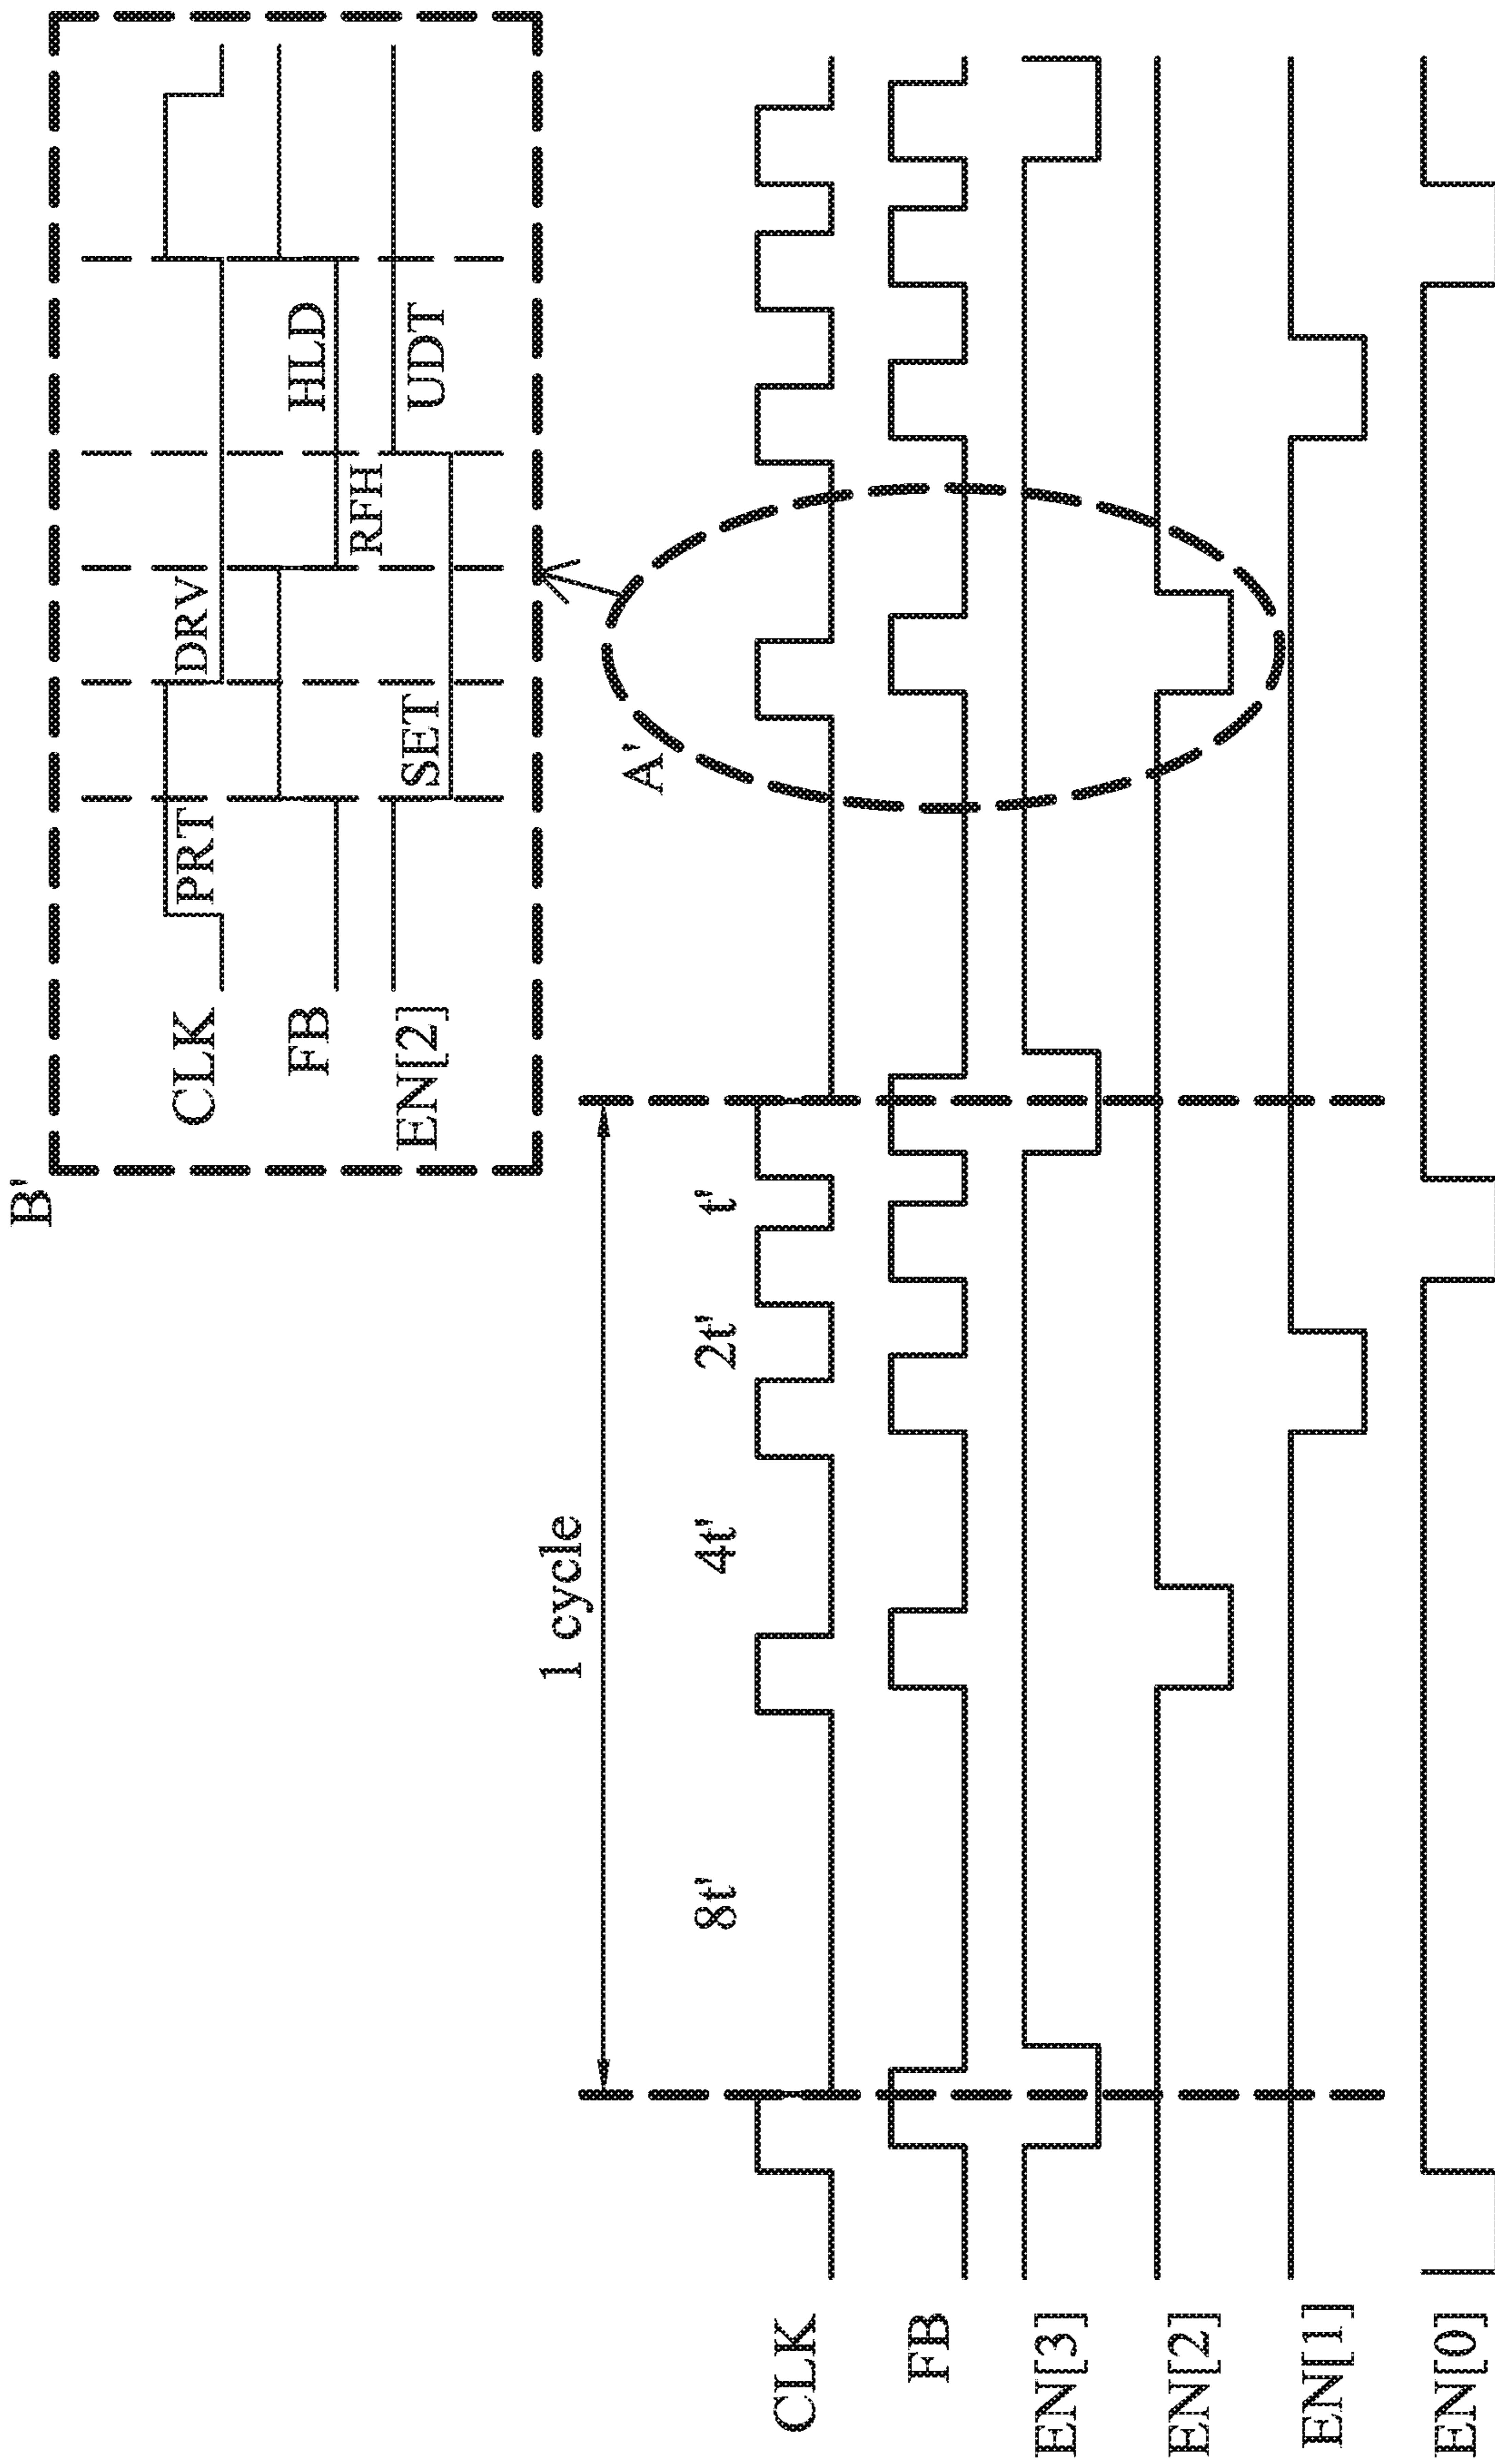 B'
CLK
PRT
DRV
FB
RFH
HLD
EN[2]
SET
UDT
1 cycle
8t'
4t'
2t'
t'
A'
CLK
FB
EN[3]
EN[2]
EN[1]
EN[0]